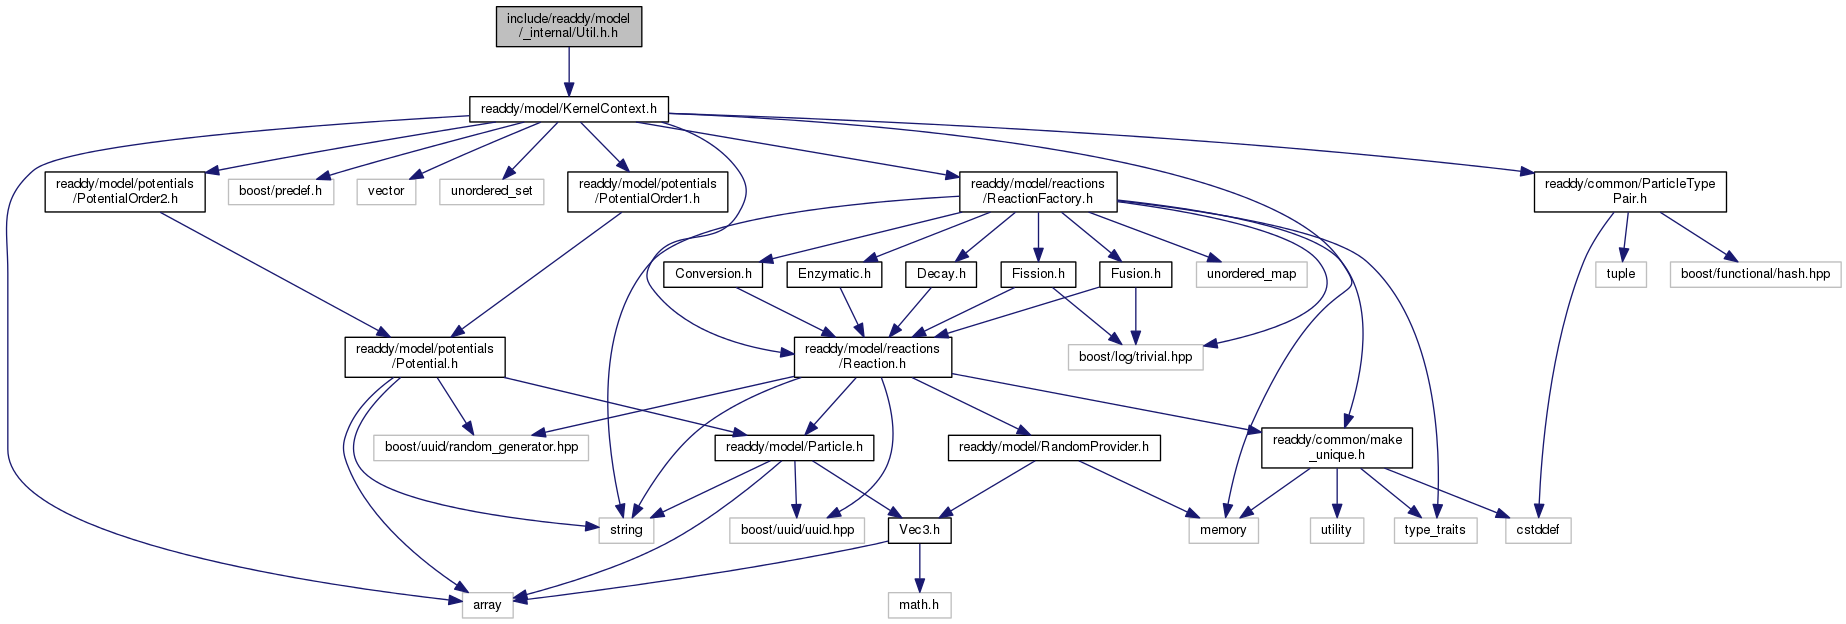 include/readdy/model
/_internal/Util.h.h
readdy/model/KernelContext.h
readdy/model/potentials
/PotentialOrder2.h
boost/predef.h
vector
unordered_set
readdy/model/potentials
/PotentialOrder1.h
readdy/model/reactions
/ReactionFactory.h
readdy/common/ParticleType
Pair.h
Conversion.h
Enzymatic.h
Decay.h
Fission.h
Fusion.h
unordered_map
tuple
boost/functional/hash.hpp
readdy/model/potentials
/Potential.h
readdy/model/reactions
/Reaction.h
boost/log/trivial.hpp
boost/uuid/random_generator.hpp
readdy/model/Particle.h
readdy/model/RandomProvider.h
readdy/common/make
_unique.h
string
boost/uuid/uuid.hpp
Vec3.h
memory
utility
type_traits
cstddef
array
math.h